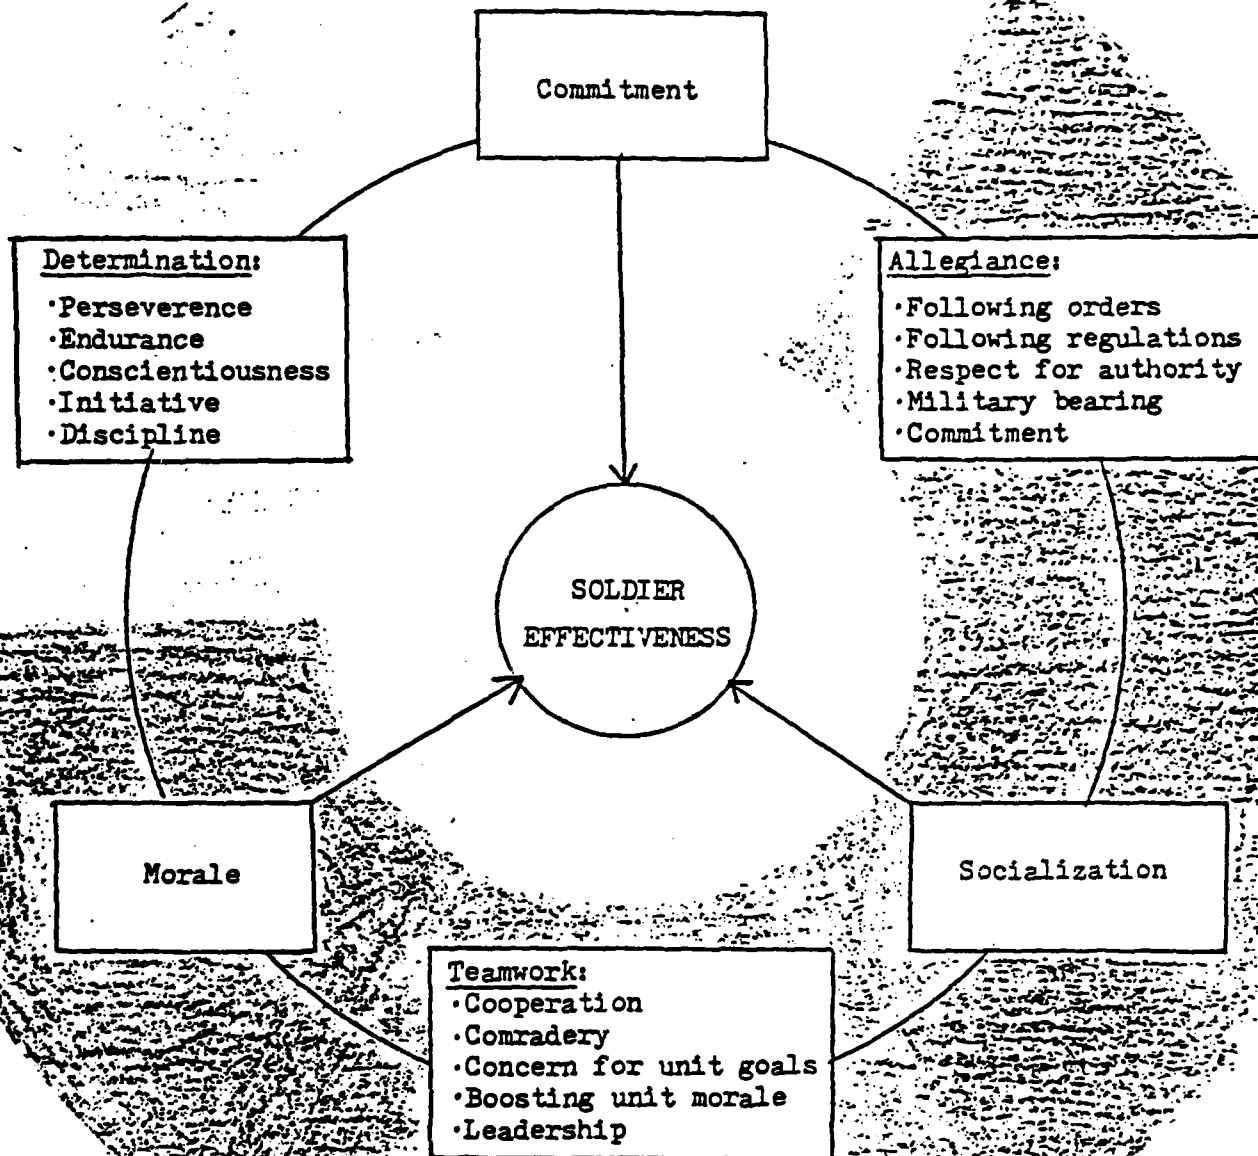 Commitment
Determination:
·Perseverence
·Endurance
·Conscientiousness
·Initiative
·Discipline
Allegiance:
·Following orders
·Following regulations
·Respect for authority
·Military bearing
·Commitment
SOLDIER
EFFECTIVENESS
Morale
Socialization
Teamwork:
·Cooperation
·Comradery
·Concern for unit goals
·Boosting unit morale
·Leadership